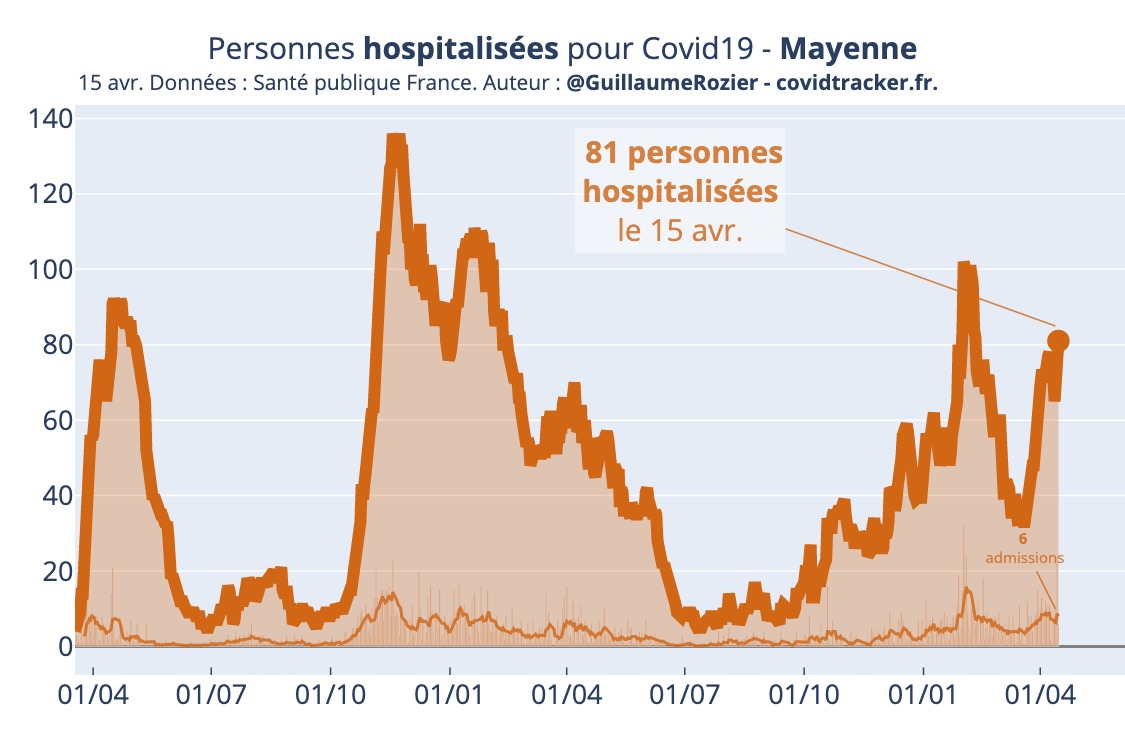 Personnes hospitalisées pour Covid19 - Mayenne
15 avr. Données : Santé publique France. Auteur : @GuillaumeRozier - covidtracker.fr.
140
81 personnes
hospitalisées
le 15 avr.
120
100
80
60
40
6
admissions
20
0
01/04 01/07 01/10 01/01 01/04 01/07 01/10 01/01 01/04